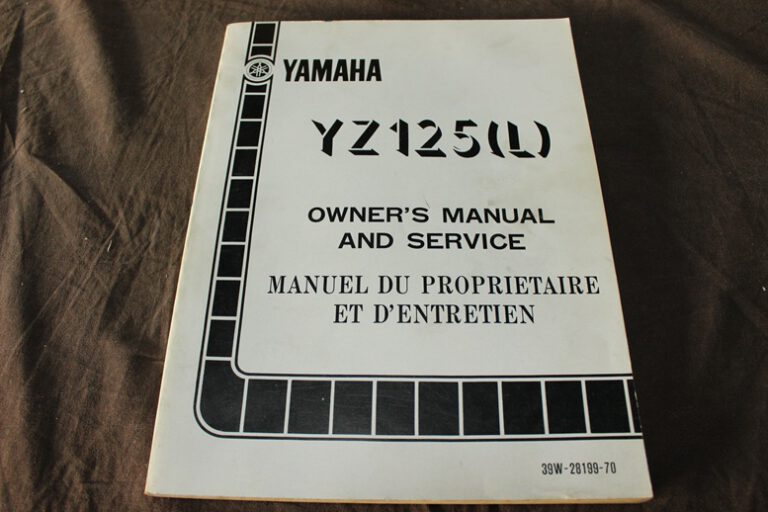 YAMAHA
YZ125(L)
OWNER'S MANUAL
AND SERVICE
MANUEL DU PROPRIETAIRE
ET D'ENTRETIEN
39W-28199-70